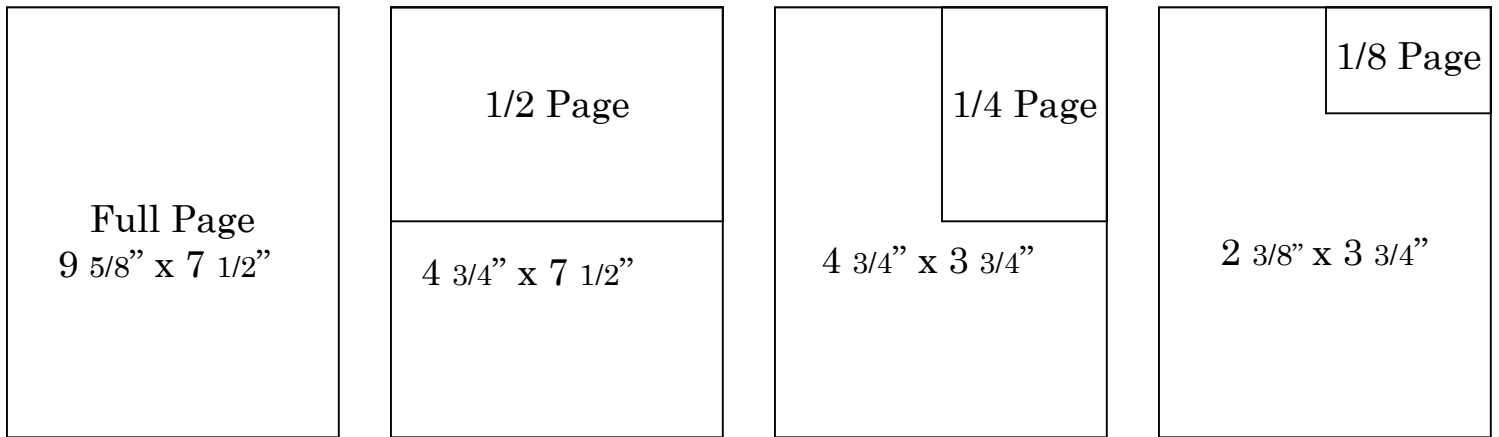 Full Page
9 5/8” x 7 1/2”
1/2 Page
4 3/4” x 7 1/2”
1/4 Page
4 3/4” x 3 3/4”
1/8 Page
2 3/8” x 3 3/4”